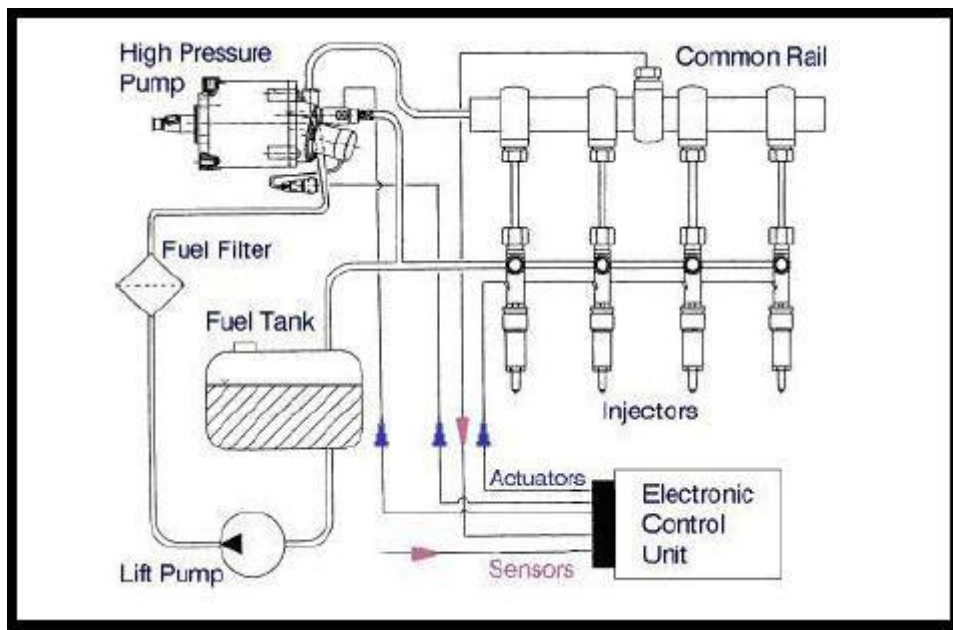 High Pressure
Pump
Common Rail
Fuel Filter
Fuel Tank
Injectors
Actuators
Electronic
Control
Unit
Lift Pump
Sensors